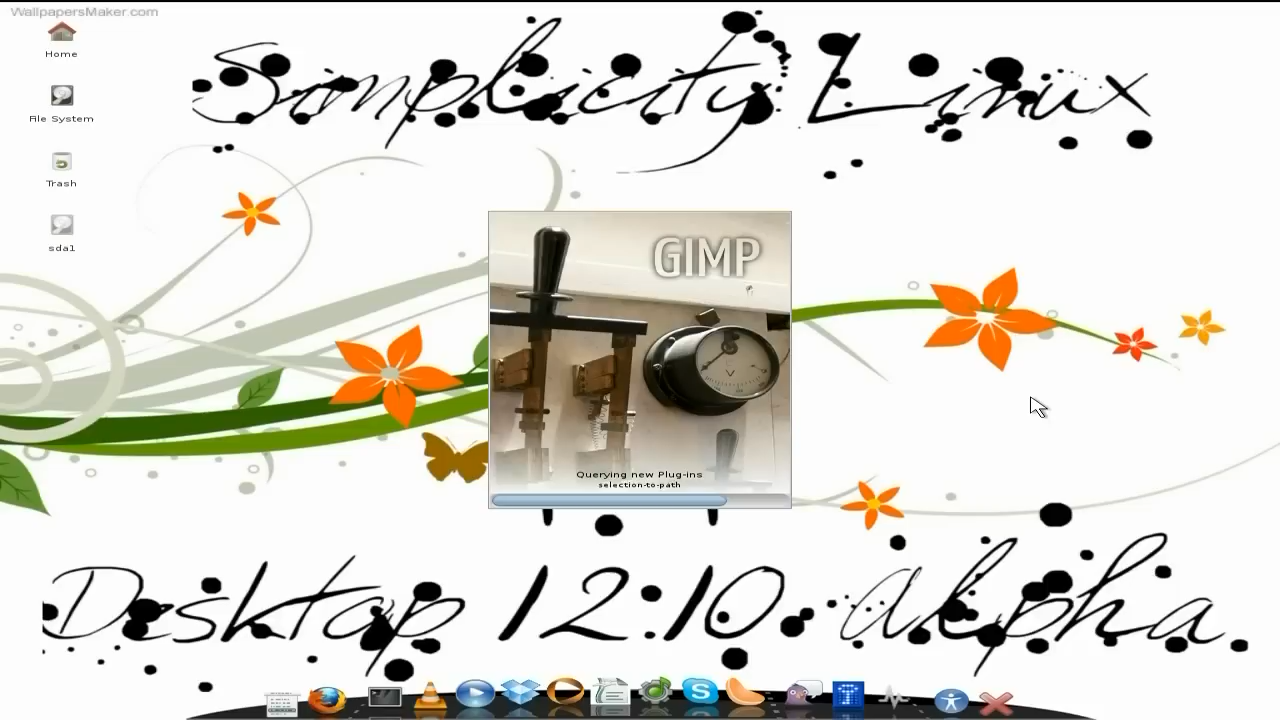 WallpapersMaker.com
Simplicity Linux
Home
File System
Trash
sda1
GIMP
V
Querying new Plug-ins
selection-to-path
Desktop 12.10 alpha